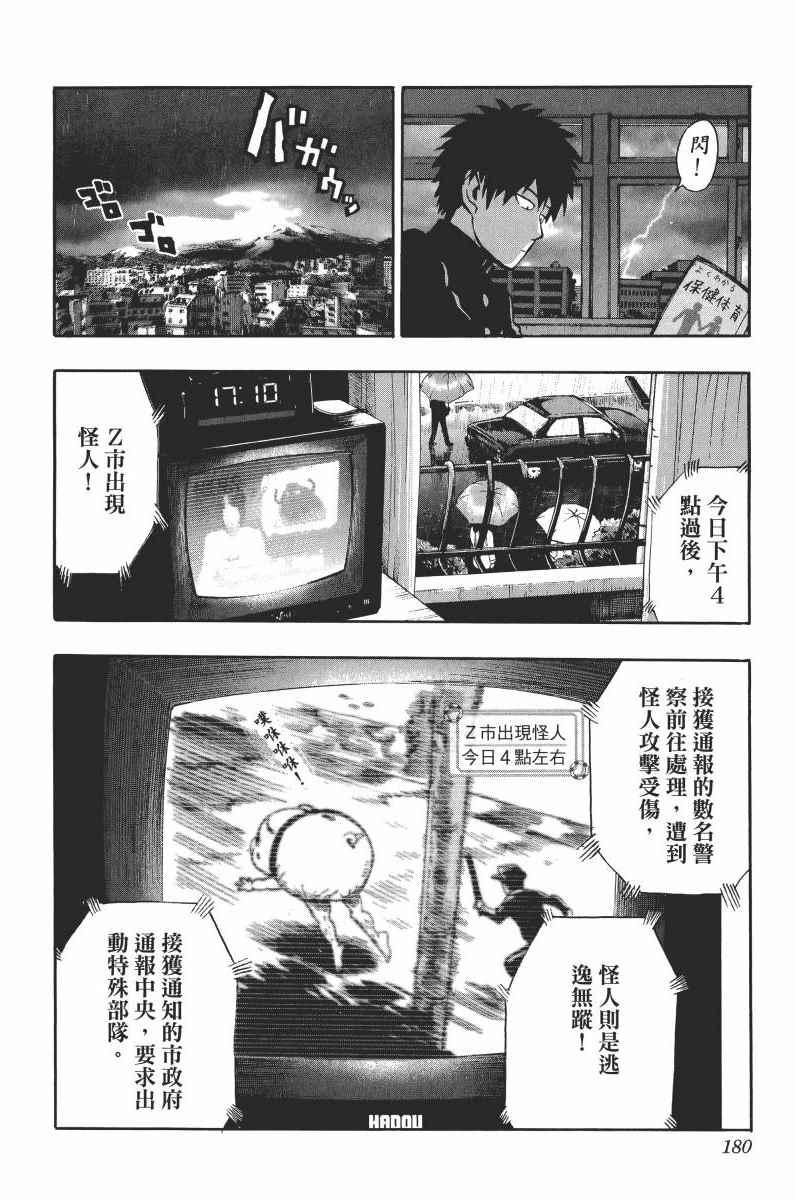 閃！
よくわかる
保健体育
バガウッ
ゴロ
ゴロ
今日下午4
點過後，
17:10
Z市出現
怪人！
接獲通報的數名警
察前往處理，遭到
怪人攻擊受傷，
Z市出現怪人
今日4點左右
噗咻咻咻！
怪人則是逃
逸無蹤！
接獲通知的市政府
通報中央，要求出
動特殊部隊。
HADOU
180